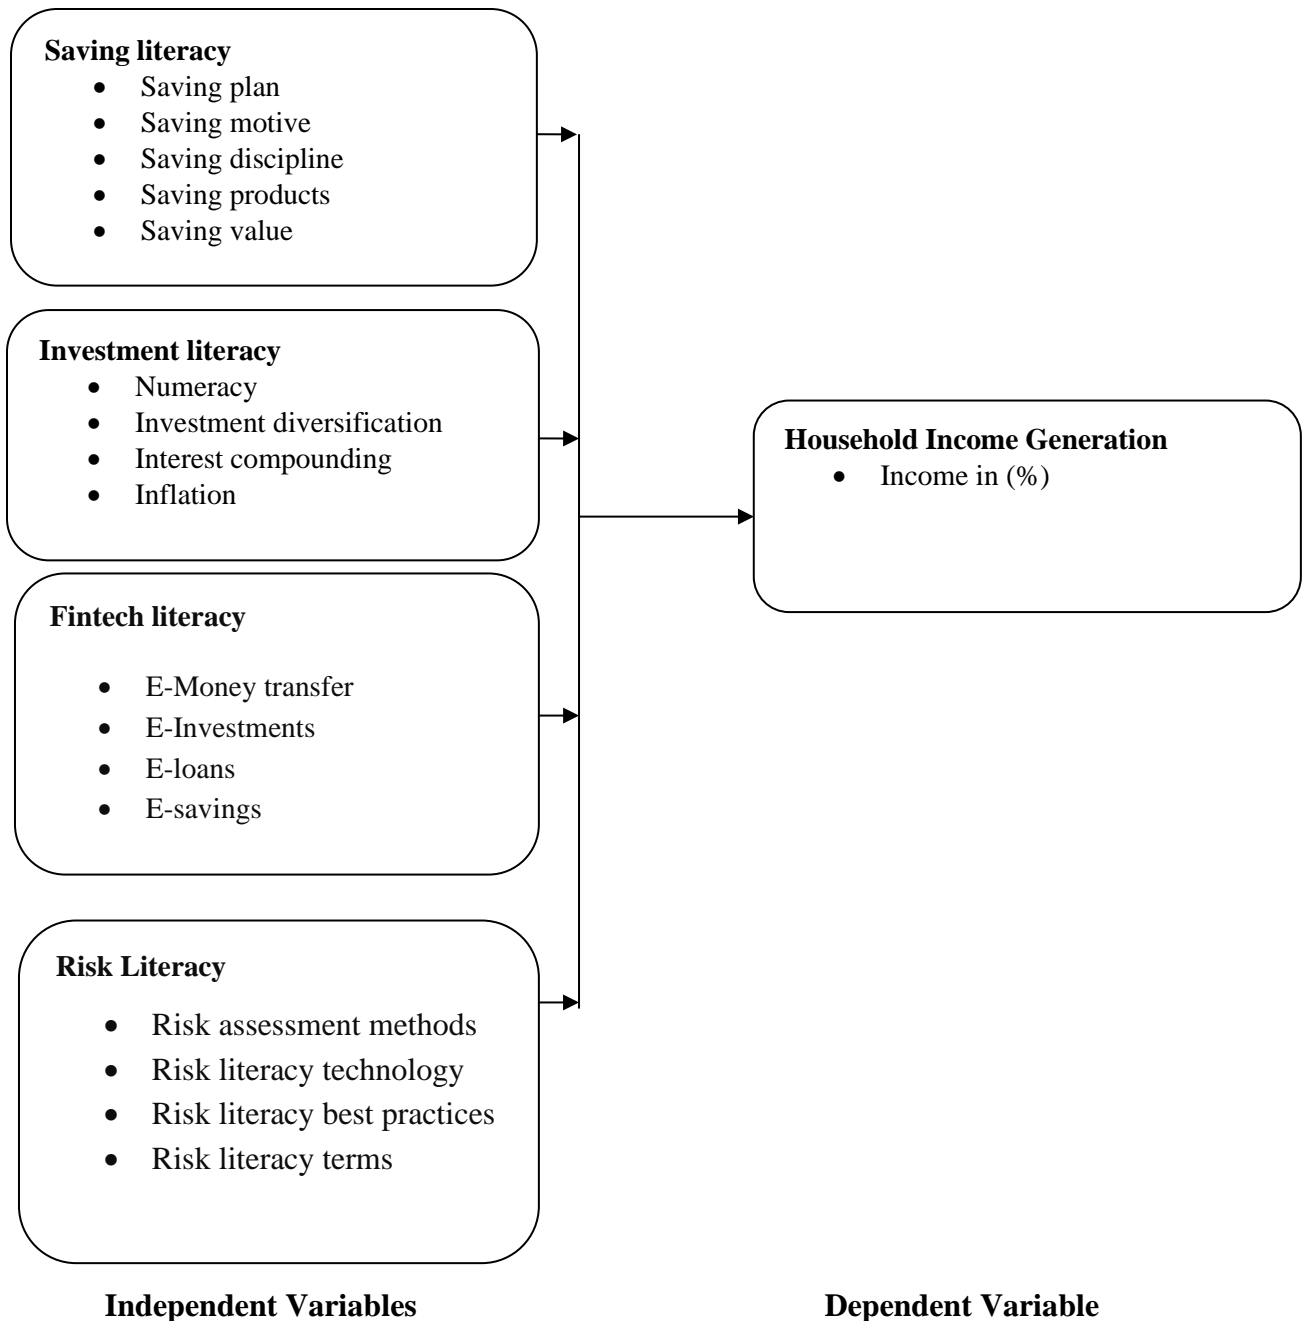 Saving literacy
• Saving plan
• Saving motive
• Saving discipline
• Saving products
• Saving value
Investment literacy
• Numeracy
• Investment diversification
• Interest compounding
• Inflation
Household Income Generation
• Income in (%)
Fintech literacy
• E-Money transfer
• E-Investments
• E-loans
• E-savings
Risk Literacy
• Risk assessment methods
• Risk literacy technology
• Risk literacy best practices
• Risk literacy terms
Independent Variables
Dependent Variable